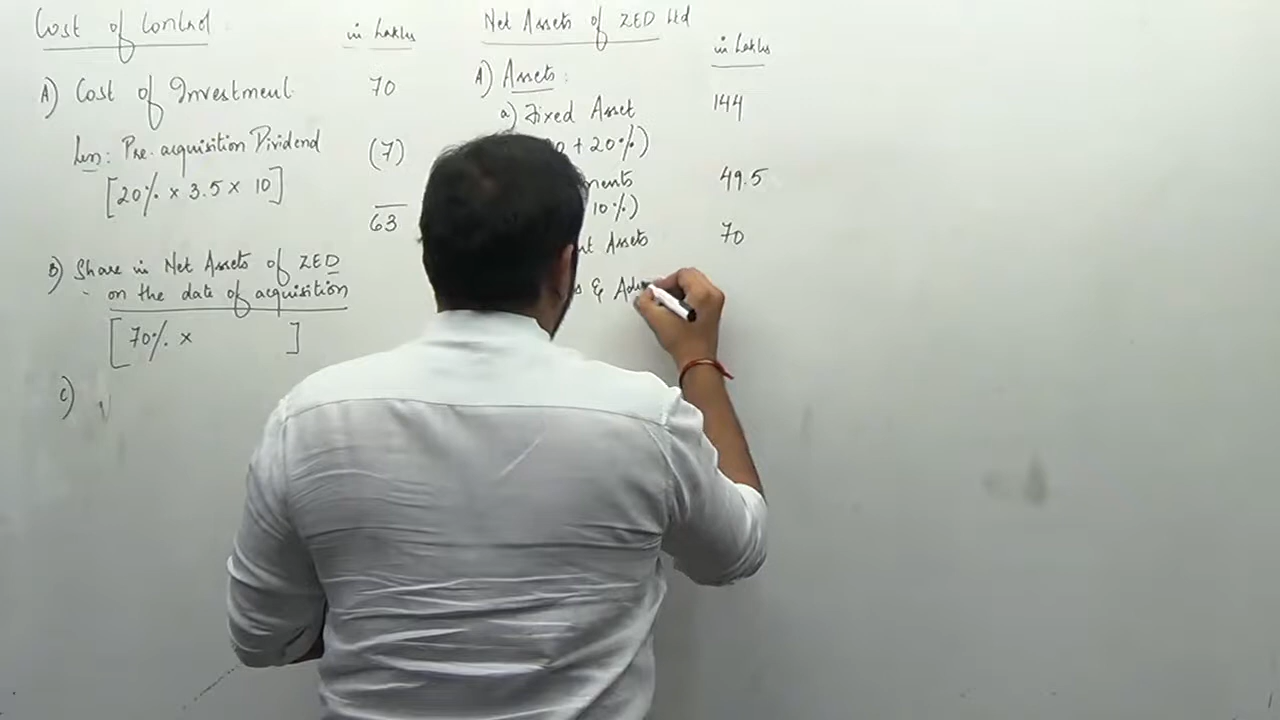 Cost of Control
in Lakhs
A) Cost of Investment 70
Less: Pre-acquisition Dividend (7)
[20% × 3.5 × 10]
63
B) Share in Net Assets of ZED
on the date of acquisition
[70% × ]
C)
Net Assets of ZED Ltd
in Lakhs
A) Assets:
a) Fixed Asset 144
+ 20%)
49.5
10%)
Assets 70
&